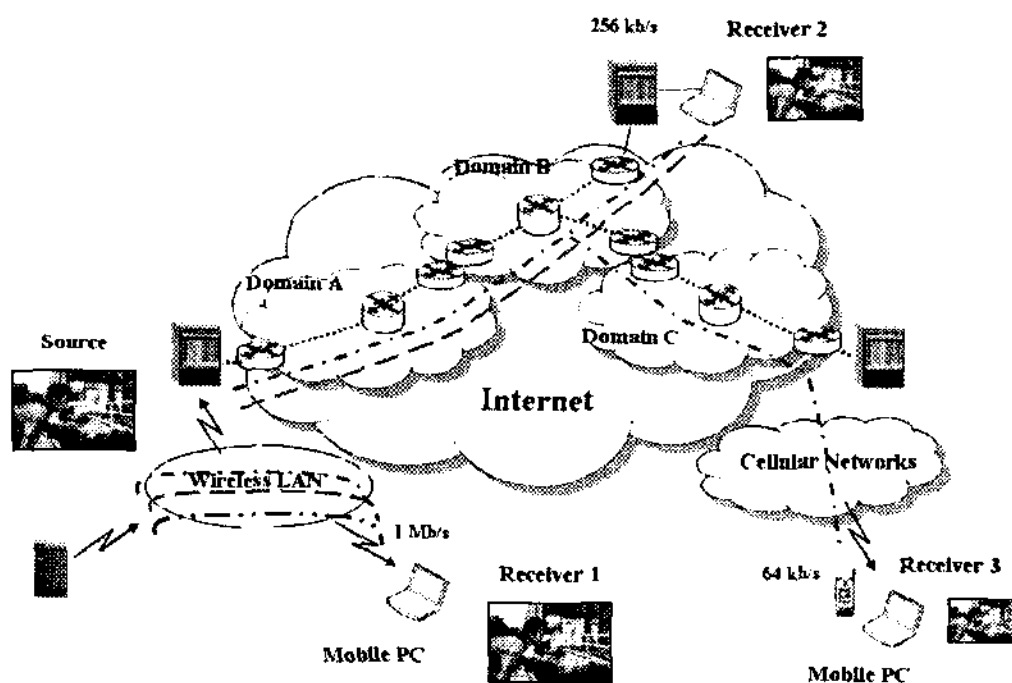 256 kb/s
Receiver 2
Domain B
Domain A
Source
Domain C
Internet
Wireless LAN
Cellular Networks
1 Mb/s
Receiver 1
64 kb/s
Receiver 3
Mobile PC
Mobile PC